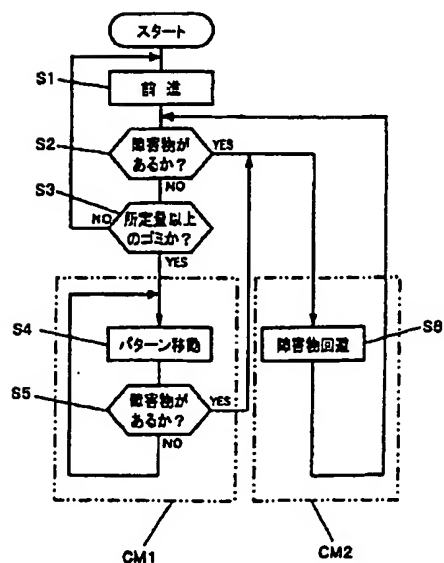 スタート
S1
前進
S2
障害物が
あるか?
YES
NO
S3
所定量以上
のゴミか?
NO
YES
S4
パターン移動
S5
障害物が
あるか?
YES
NO
S8
障害物回避
CM1
CM2